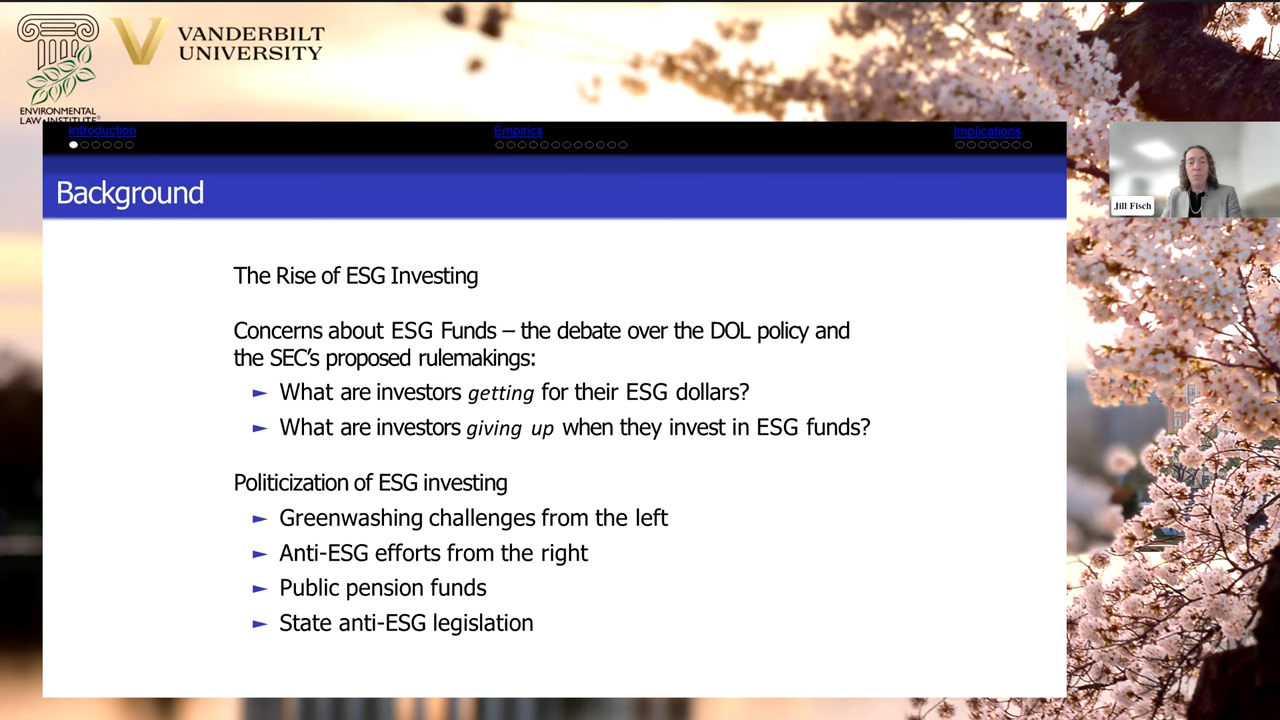 VANDERBILT
UNIVERSITY
ENVIRONMENTAL
LAW·INSTITUTE®
Introduction
Empirics
Implications
Background
Jill Fisch
The Rise of ESG Investing
Concerns about ESG Funds – the debate over the DOL policy and
the SEC's proposed rulemakings:
► What are investors getting for their ESG dollars?
► What are investors giving up when they invest in ESG funds?
Politicization of ESG investing
► Greenwashing challenges from the left
► Anti-ESG efforts from the right
► Public pension funds
► State anti-ESG legislation